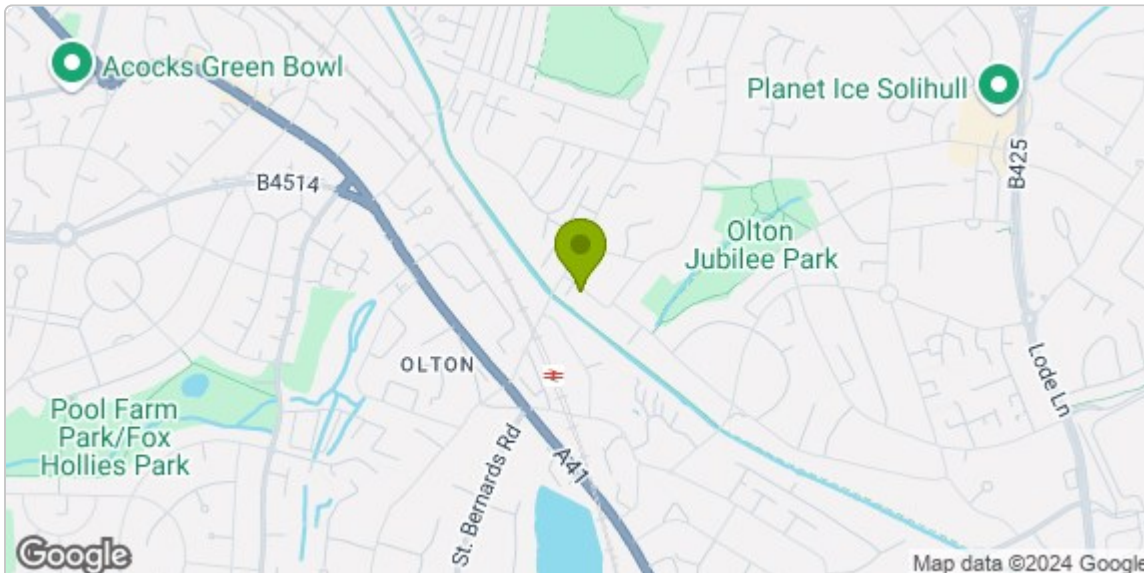 Acocks Green Bowl
Planet Ice Solihull
B4514
B425
Olton
Jubilee Park
OLTON
Lode Ln
Pool Farm
Park/Fox
Hollies Park
St. Bernards Rd
A41
Google
Map data ©2024 Google